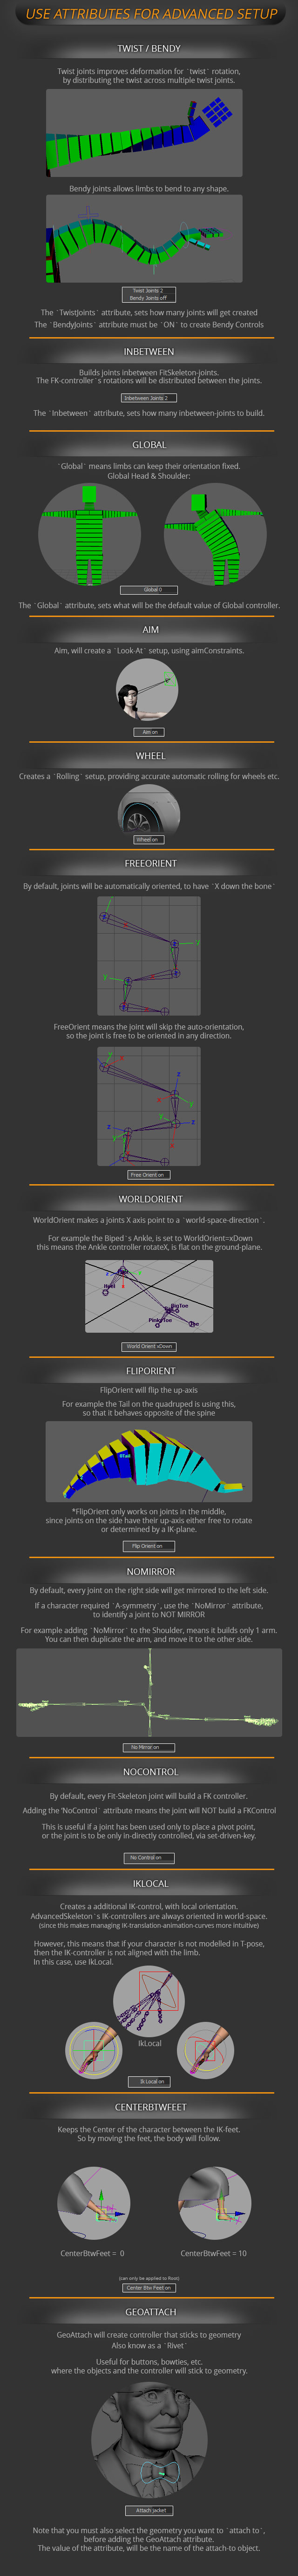 USE ATTRIBUTES FOR ADVANCED SETUP
TWIST / BENDY
Twist joints improves deformation for `twist` rotation,
by distributing the twist across multiple twist joints.
Bendy joints allows limbs to bend to any shape.
Twist Joints 2
Bendy Joints off
The `TwistJoints` attribute, sets how many joints will get created
The `BendyJoints` attribute must be `ON` to create Bendy Controls
INBETWEEN
Builds joints inbetween FitSkeleton-joints.
The FK-controller`s rotations will be distributed between the joints.
Inbetween Joints 2
The `Inbetween` attribute, sets how many inbetween-joints to build.
GLOBAL
`Global` means limbs can keep their orientation fixed.
Global Head & Shoulder:
Global 0
The `Global` attribute, sets what will be the default value of Global controller.
AIM
Aim, will create a `Look-At` setup, using aimConstraints.
Aim on
WHEEL
Creates a `Rolling` setup, providing accurate automatic rolling for wheels etc.
Wheel on
FREEORIENT
By default, joints will be automatically oriented, to have `X down the bone`
FreeOrient means the joint will skip the auto-orientation,
so the joint is free to be oriented in any direction.
Free Orient on
WORLDORIENT
WorldOrient makes a joints X axis point to a `world-space-direction`.
For example the Biped`s Ankle, is set to WorldOrient=xDown
this means the Ankle controller rotateX, is flat on the ground-plane.
Heel
BigToe
PinkyToe
Toe
World Orient xDown
FLIPORIENT
FlipOrient will flip the up-axis
For example the Tail on the quadruped is using this,
so that it behaves opposite of the spine
*FlipOrient only works on joints in the middle,
since joints on the side have their up-axis either free to rotate
or determined by a IK-plane.
Flip Orient on
NOMIRROR
By default, every joint on the right side will get mirrored to the left side.
If a character required `A-symmetry`, use the `NoMirror` attribute,
to identify a joint to NOT MIRROR
For example adding `NoMirror` to the Shoulder, means it builds only 1 arm.
You can then duplicate the arm, and move it to the other side.
No Mirror on
NOCONTROL
By default, every Fit-Skeleton joint will build a FK controller.
Adding the 'NoControl` attribute means the joint will NOT build a FKControl
This is useful if a joint has been used only to place a pivot point,
or the joint is to be only in-directly controlled, via set-driven-key.
No Control on
IKLOCAL
Creates a additional IK-control, with local orientation.
AdvancedSkeleton`s IK-controllers are always oriented in world-space.
(since this makes managing IK-translation-animation-curves more intuitive)
However, this means that if your character is not modelled in T-pose,
then the IK-controller is not aligned with the limb.
In this case, use IkLocal.
IkLocal
Ik Local on
CENTERBTWFEET
Keeps the Center of the character between the IK-feet.
So by moving the feet, the body will follow.
CenterBtwFeet = 0
CenterBtwFeet = 10
(can only be applied to Root)
Center Btw Feet on
GEOATTACH
GeoAttach will create controller that sticks to geometry
Also know as a `Rivet`
Useful for buttons, bowties, etc.
where the objects and the controller will stick to geometry.
Attach jacket
Note that you must also select the geometry you want to `attach to`,
before adding the GeoAttach attribute.
The value of the attribute, will be the name of the attach-to object.